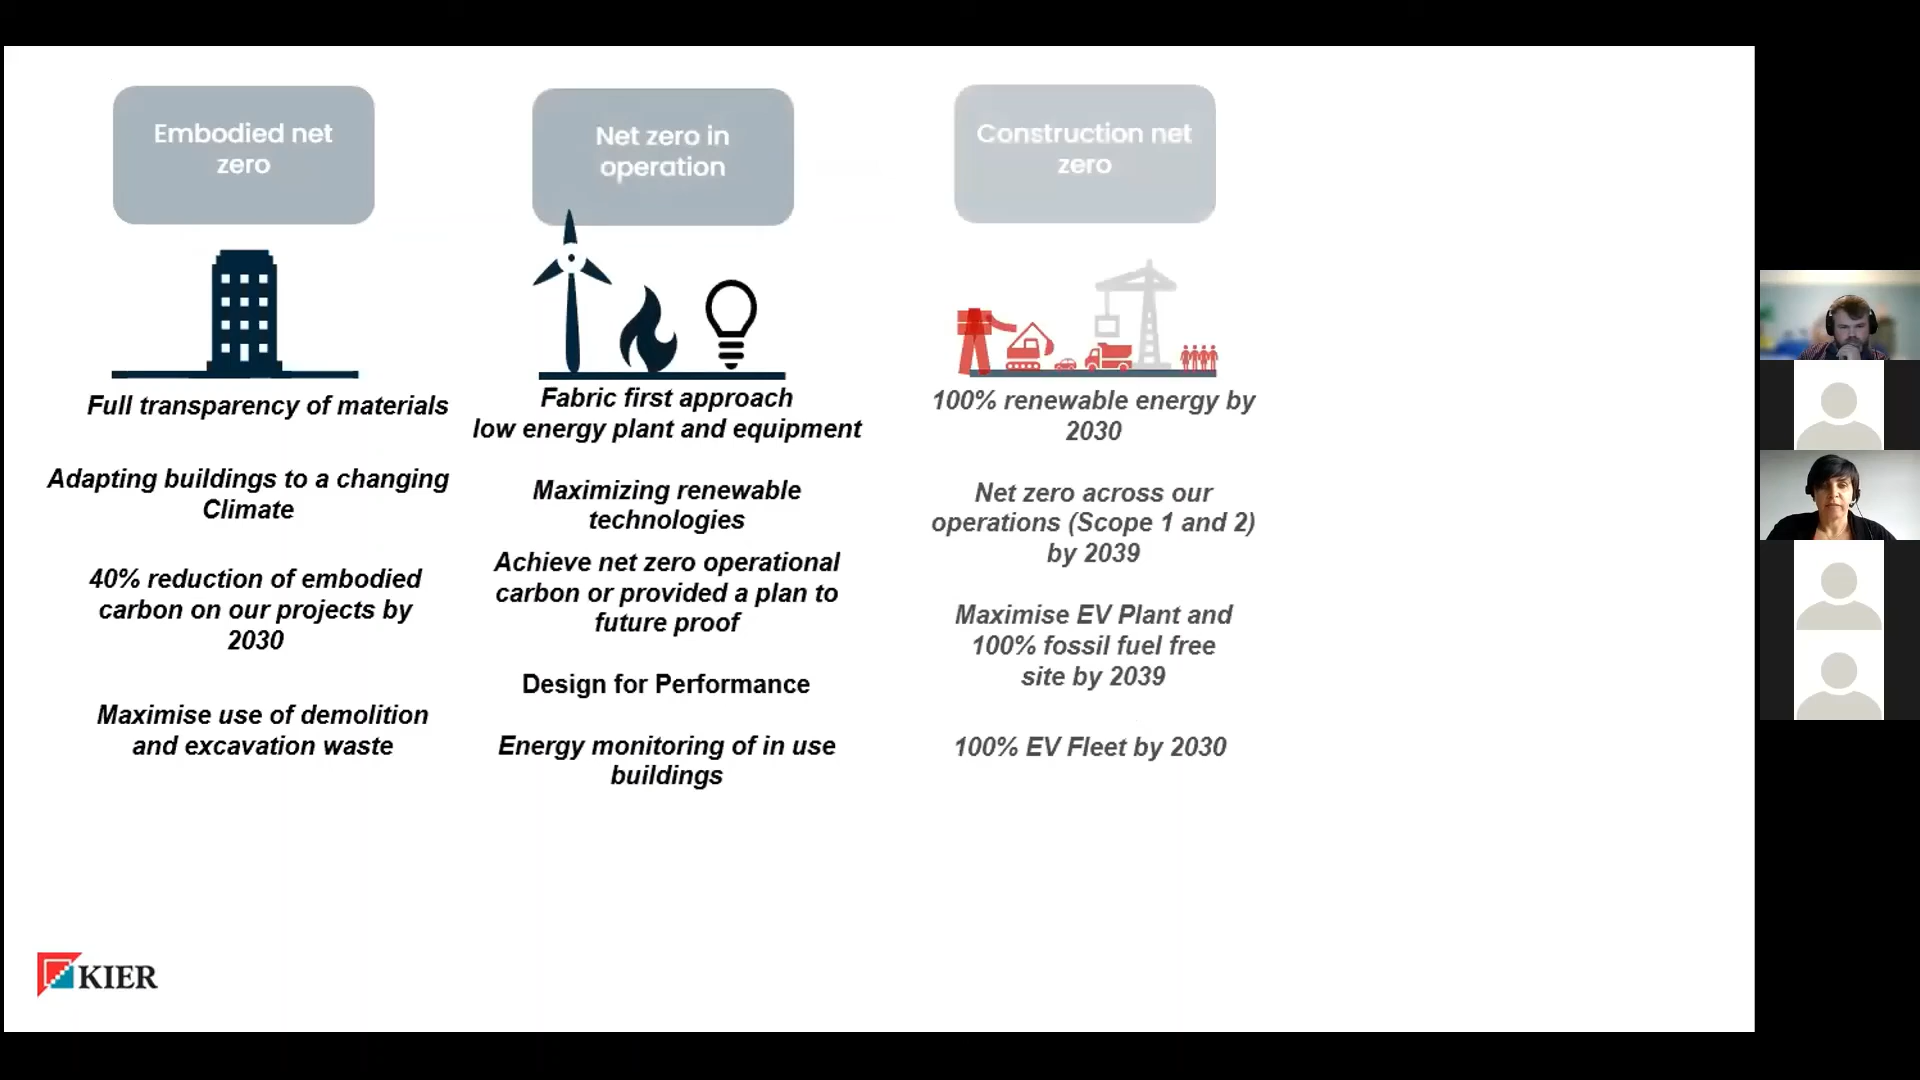 Embodied net
zero
Full transparency of materials
Adapting buildings to a changing
Climate
40% reduction of embodied
carbon on our projects by
2030
Maximise use of demolition
and excavation waste
Net zero in
operation
Fabric first approach
low energy plant and equipment
Maximizing renewable
technologies
Achieve net zero operational
carbon or provided a plan to
future proof
Design for Performance
Energy monitoring of in use
buildings
Construction net
zero
100% renewable energy by
2030
Net zero across our
operations (Scope 1 and 2)
by 2039
Maximise EV Plant and
100% fossil fuel free
site by 2039
100% EV Fleet by 2030
KIER